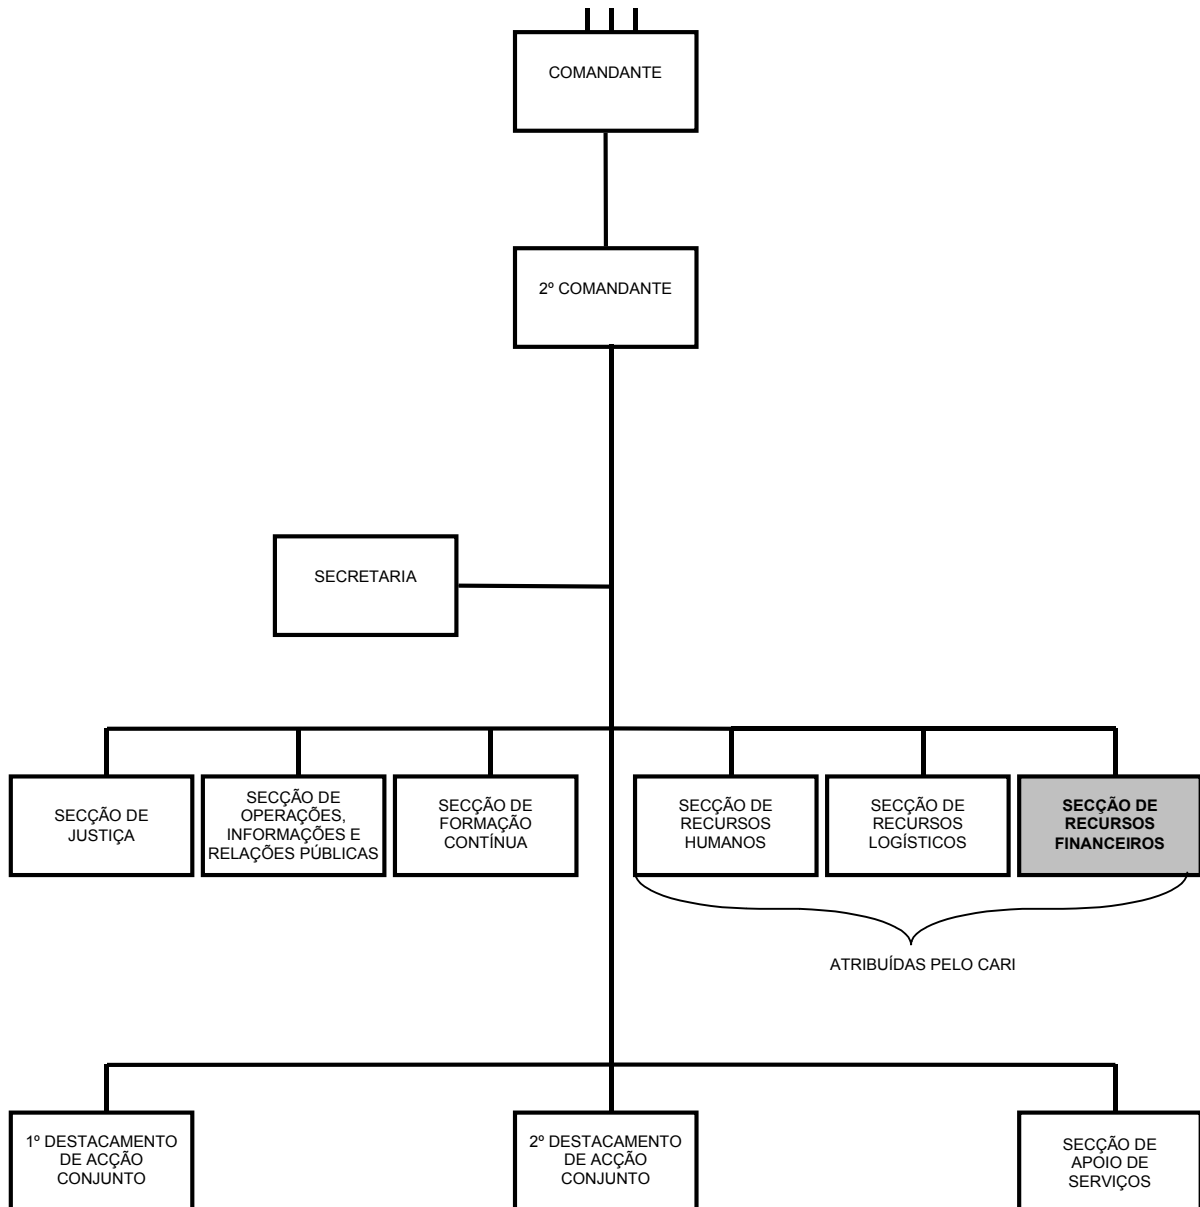 COMANDANTE
2º COMANDANTE
SECRETARIA
SECÇÃO DE
JUSTIÇA
SECÇÃO DE
OPERAÇÕES,
INFORMAÇÕES E
RELAÇÕES PÚBLICAS
SECÇÃO DE
FORMAÇÃO
CONTÍNUA
SECÇÃO DE
RECURSOS
HUMANOS
SECÇÃO DE
RECURSOS
LOGÍSTICOS
SECÇÃO DE
RECURSOS
FINANCEIROS
ATRIBUÍDAS PELO CARI
1º DESTACAMENTO
DE ACÇÃO
CONJUNTO
2º DESTACAMENTO
DE ACÇÃO
CONJUNTO
SECÇÃO DE
APOIO DE
SERVIÇOS